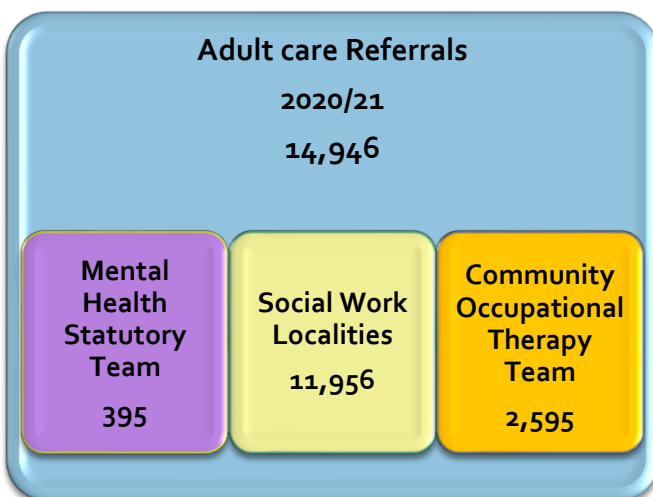 Adult care Referrals
2020/21
14,946
Mental
Health
Statutory
Team
395
Social Work
Localities
11,956
Community
Occupational
Therapy
Team
2,595